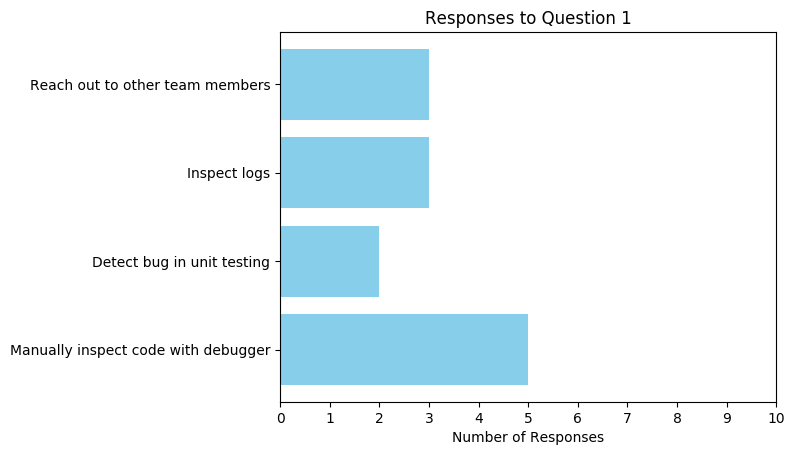 Responses to Question 1
Reach out to other team members
Inspect logs
Detect bug in unit testing
Manually inspect code with debugger
0 1 2 3 4 5 6 7 8 9 10
Number of Responses